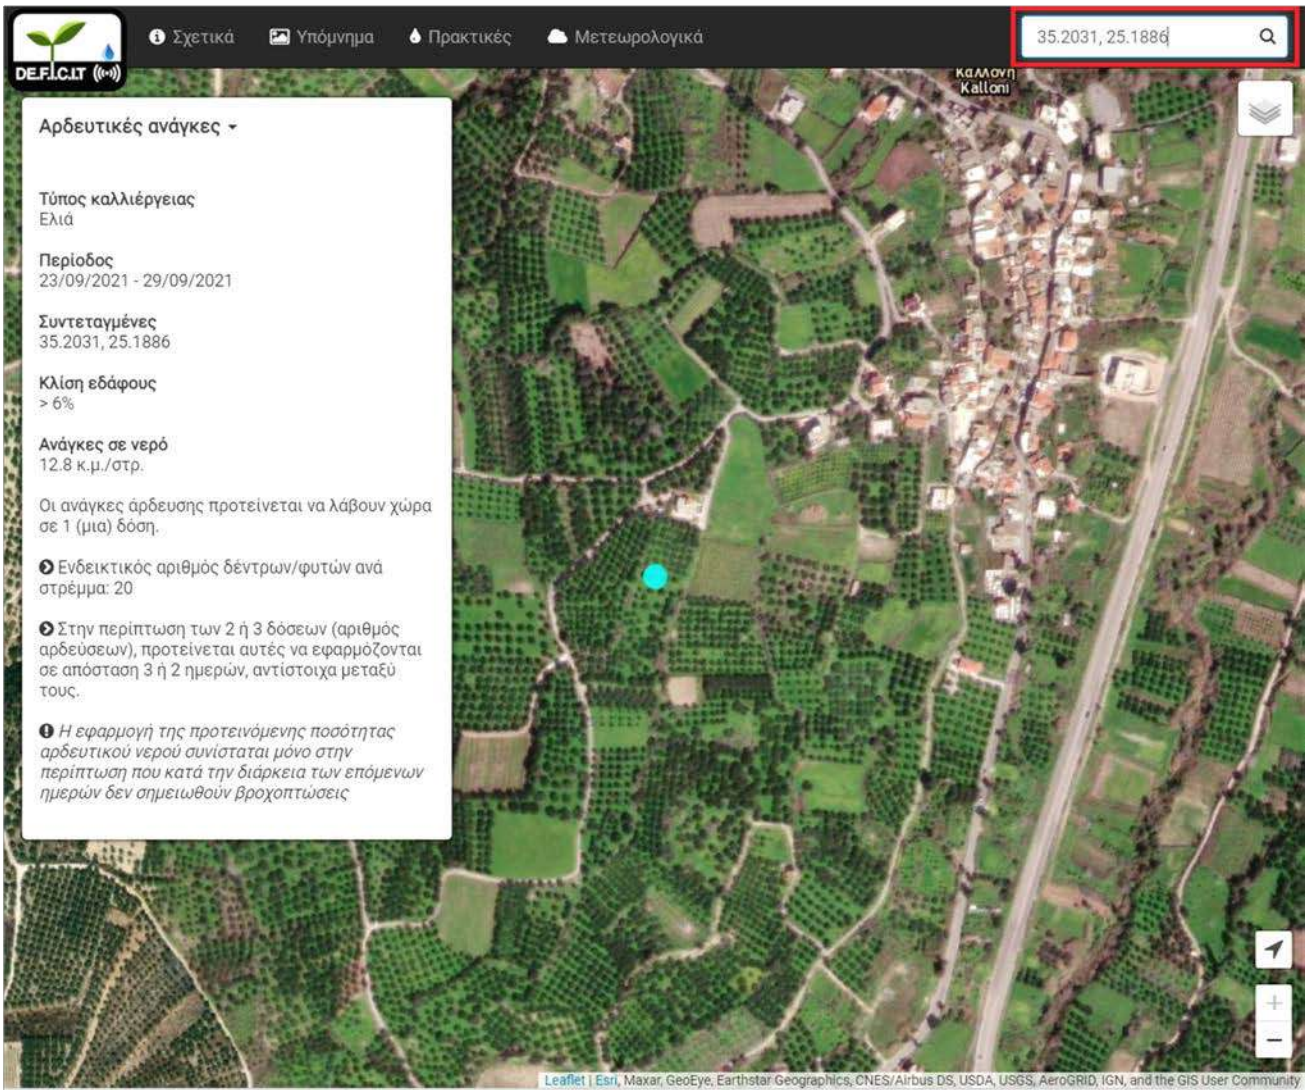 DE.F.I.C.I.T
Σχετικά
Υπόμνημα
Πρακτικές
Μετεωρολογικά
35.2031, 25.1886
Καλλονή
Kalloni
Αρδευτικές ανάγκες
Τύπος καλλιέργειας
Ελιά
Περίοδος
23/09/2021 - 29/09/2021
Συντεταγμένες
35.2031, 25.1886
Κλίση εδάφους
> 6%
Ανάγκες σε νερό
12.8 κ.μ./στρ.
Οι ανάγκες άρδευσης προτείνεται να λάβουν χώρα
σε 1 (μια) δόση.
Ενδεικτικός αριθμός δέντρων/φυτών ανά
στρέμμα: 20
Στην περίπτωση των 2 ή 3 δόσεων (αριθμός
αρδεύσεων), προτείνεται αυτές να εφαρμόζονται
σε απόσταση 3 ή 2 ημερών, αντίστοιχα μεταξύ
τους.
Η εφαρμογή της προτεινόμενης ποσότητας
αρδευτικού νερού συνίσταται μόνο στην
περίπτωση που κατά την διάρκεια των επόμενων
ημερών δεν σημειωθούν βροχοπτώσεις
+
−
Leaflet | Esri, Maxar, GeoEye, Earthstar Geographics, CNES/Airbus DS, USDA, USGS, AeroGRID, IGN, and the GIS User Community